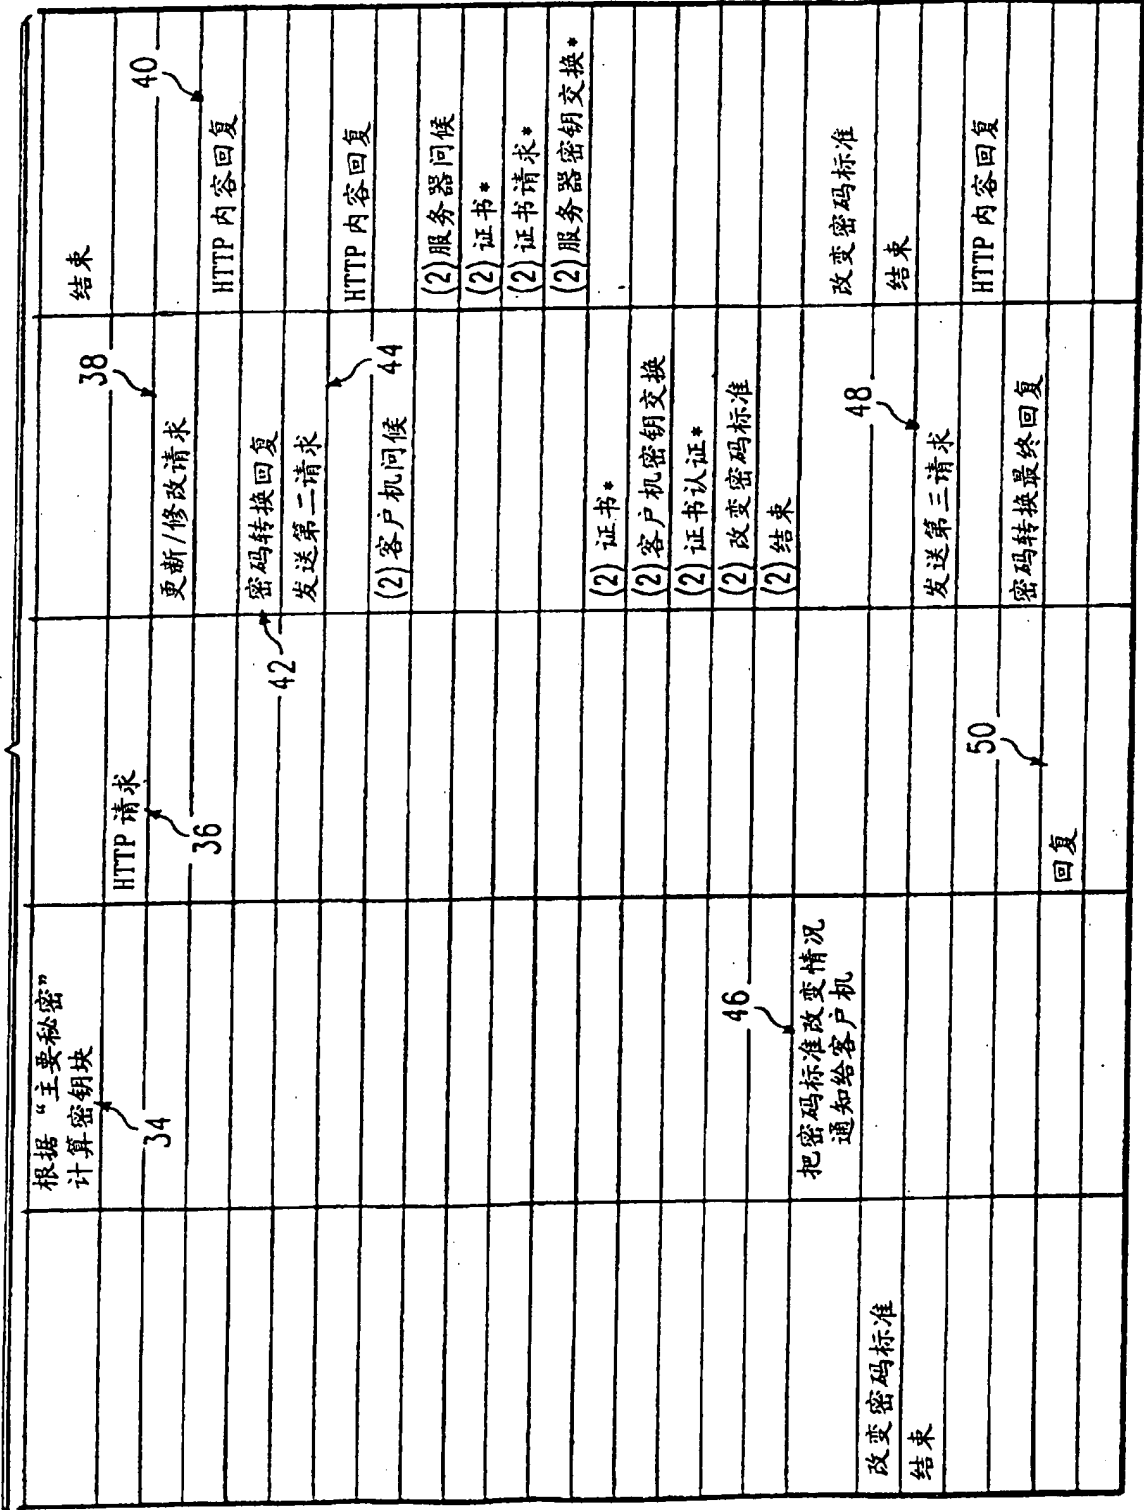 结束
根据“主要秘密”
计算密钥块
34
HTTP 请求
36
38
更新/修改请求
40
HTTP 内容回复
密码转换回复
42
发送第二请求
44
HTTP 内容回复
(2)客户机问候
(2)服务器问候
(2)证书*
(2)证书请求*
(2)服务器密钥交换*
(2)证书*
(2)客户机密钥交换
(2)证书认证*
(2)改变密码标准
(2)结束
46
把密码标准改变情况
通知给客户机
改变密码标准
改变密码标准
结束
结束
48
发送第三请求
HTTP 内容回复
密码转换最终回复
50
回复